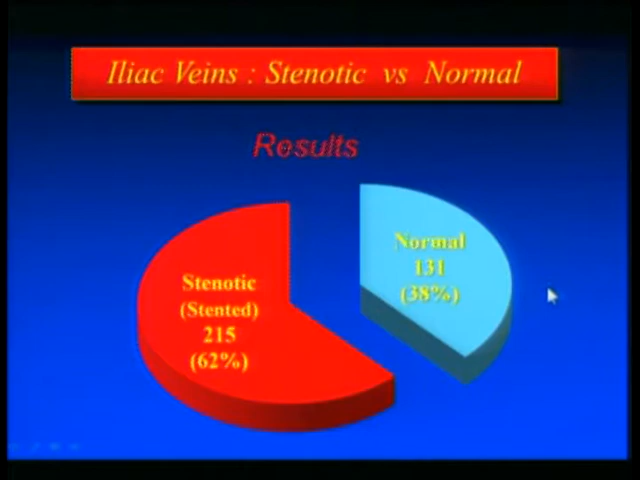 Iliac Veins : Stenotic vs Normal
Results
Normal
131
(38%)
Stenotic
(Stented)
215
(62%)